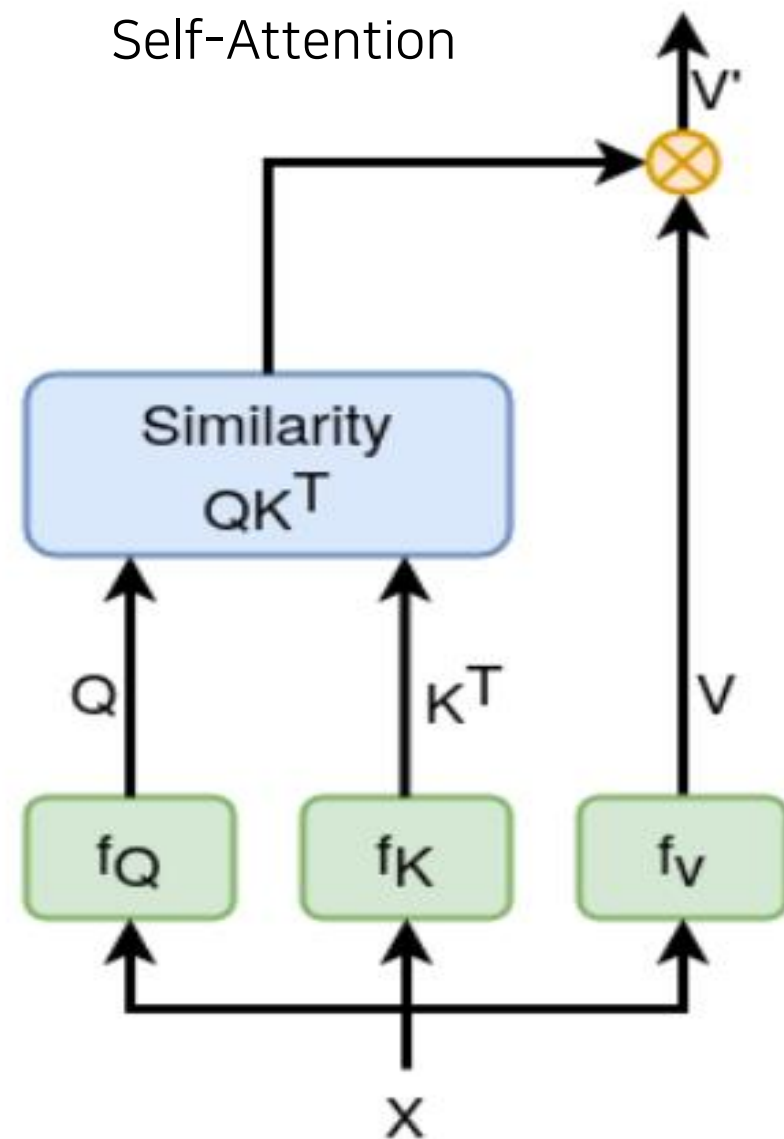 Self-Attention
V'
Similarity
QKᵀ
Q
Kᵀ
V
fQ
fK
fV
X